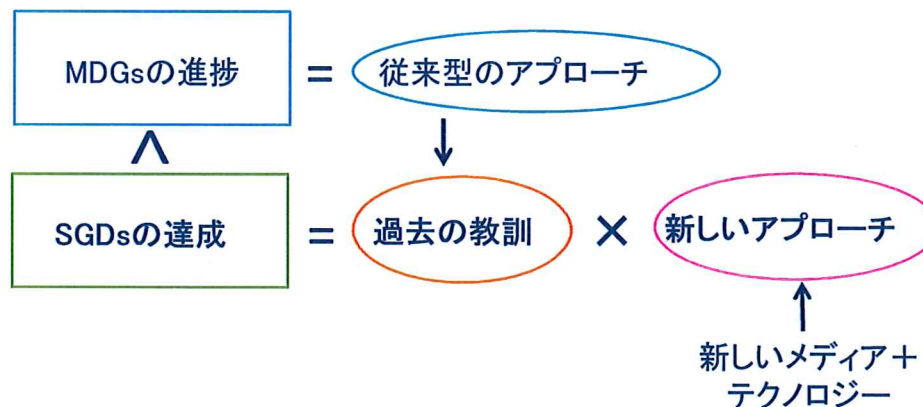 MDGsの進捗 = 従来型のアプローチ
∧
SGDsの達成 = 過去の教訓 × 新しいアプローチ
新しいメディア＋
テクノロジー